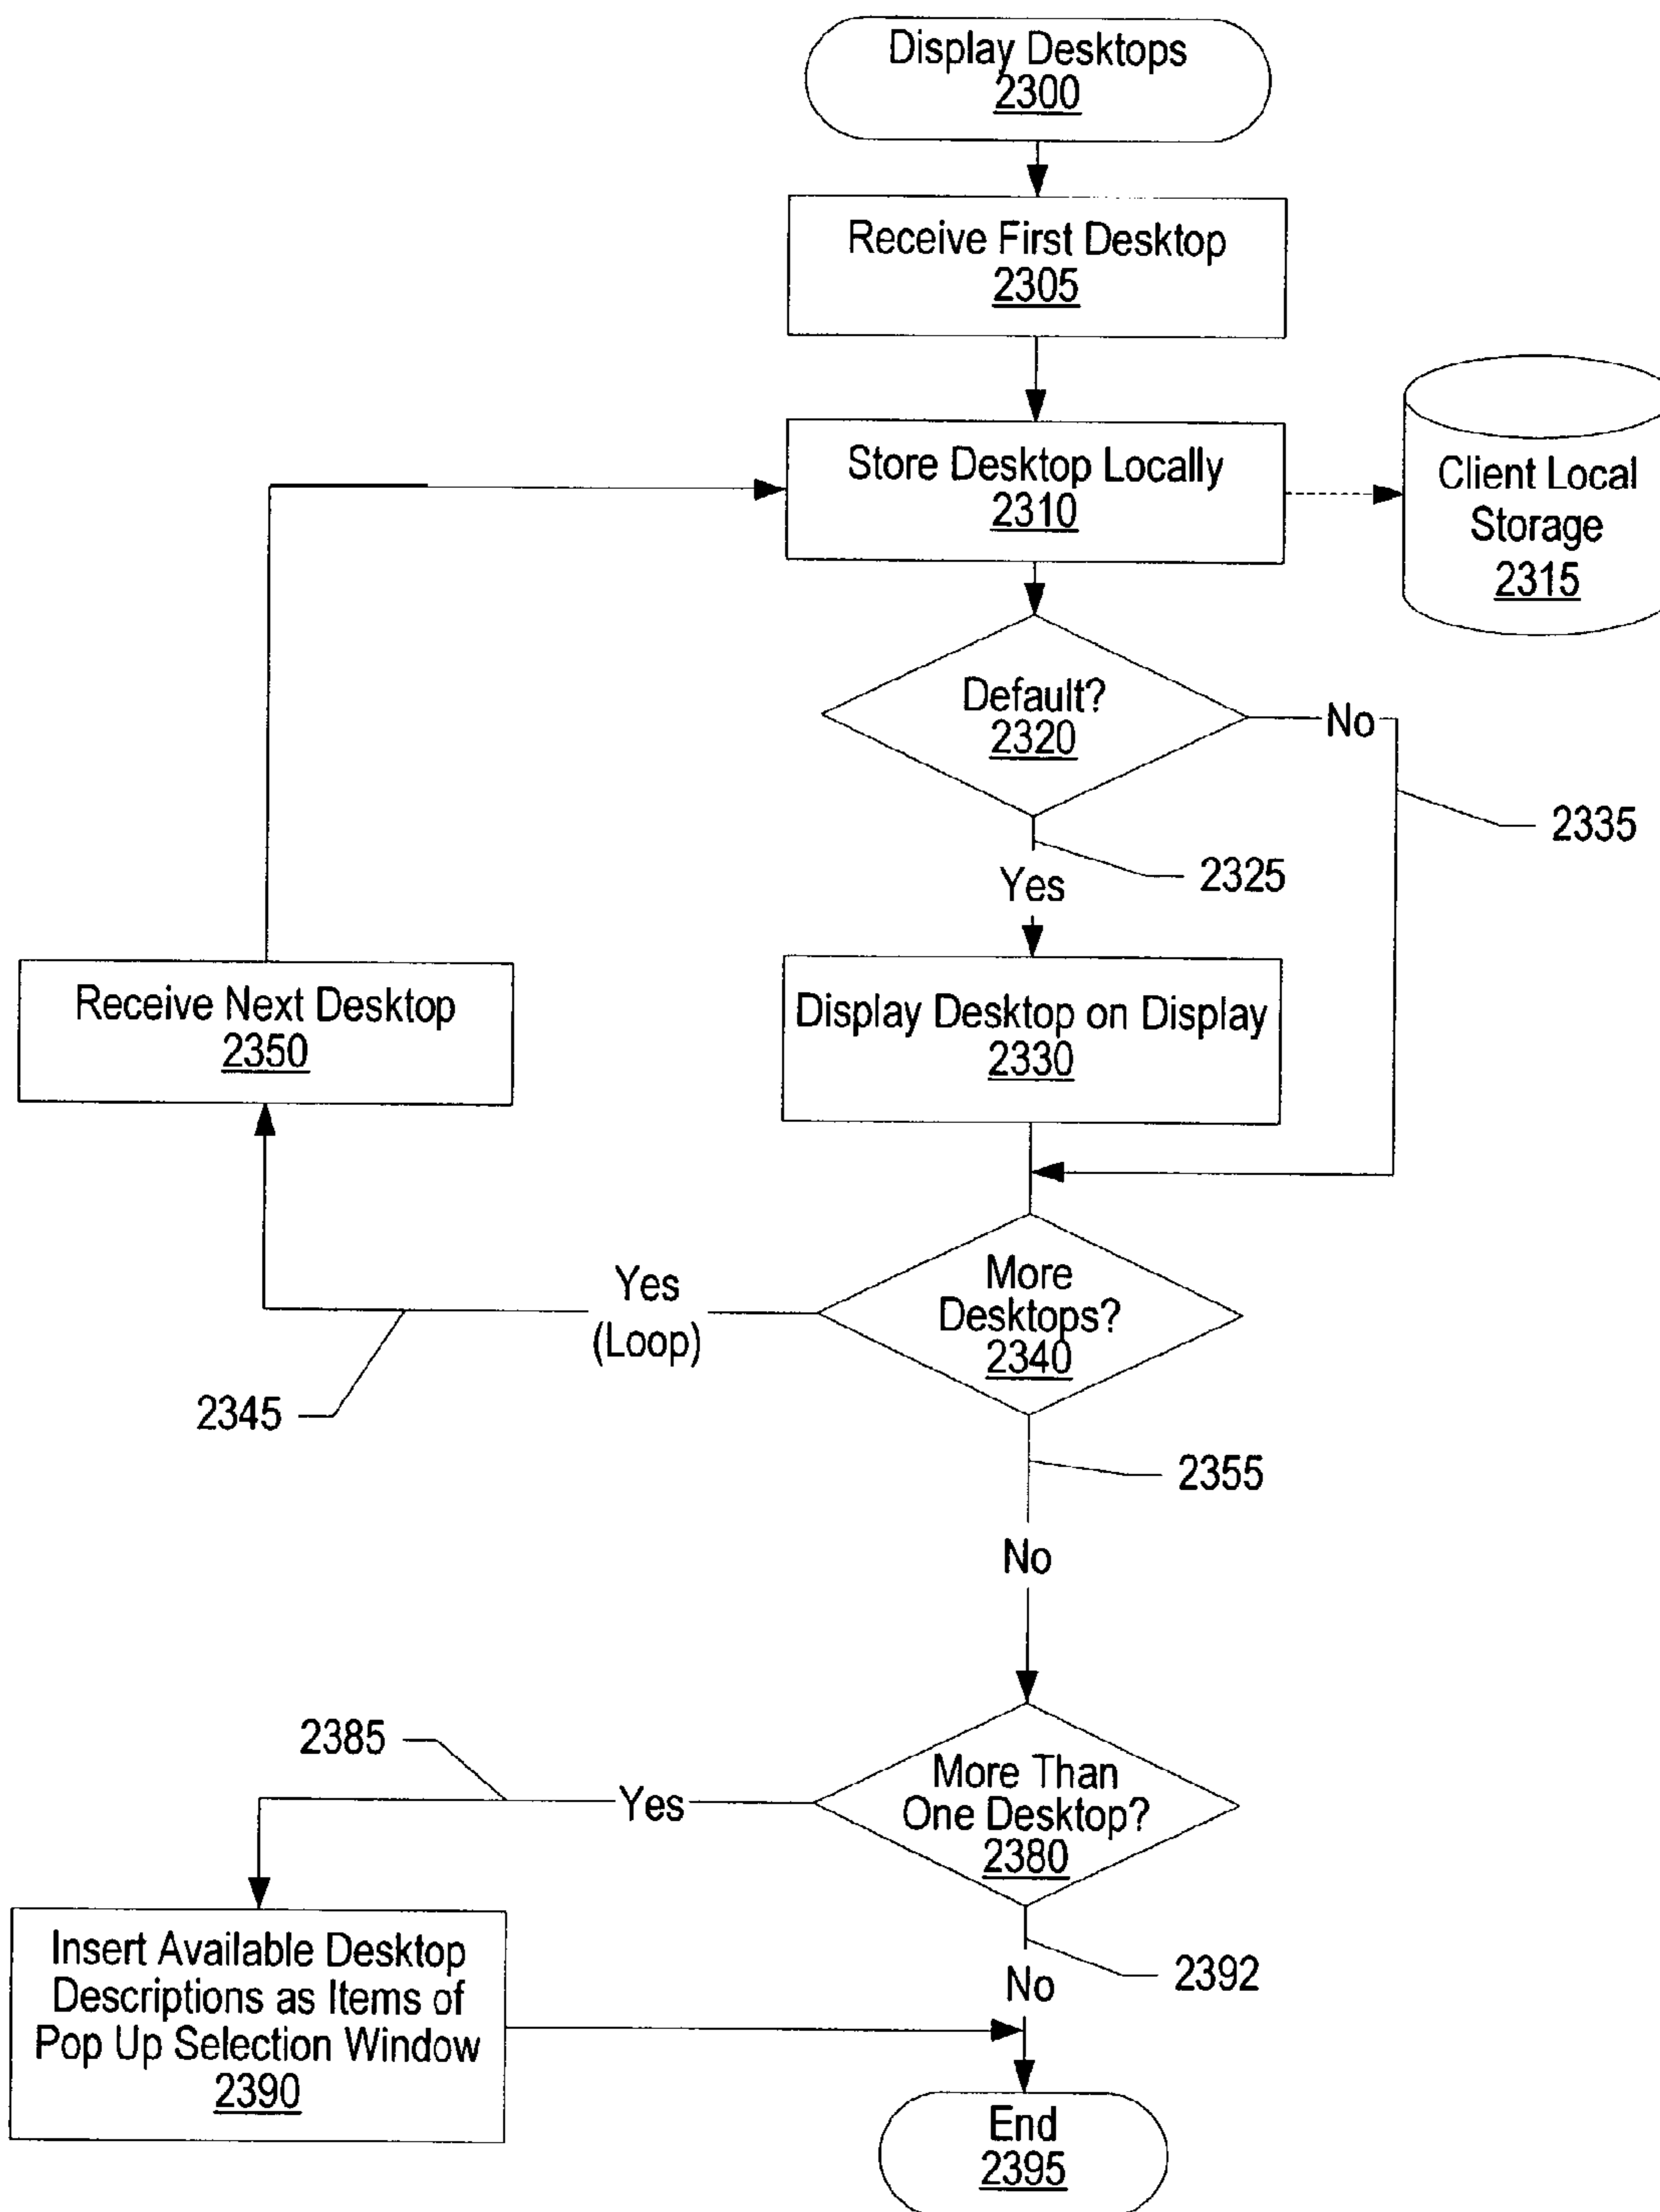 Display Desktops
2300
Receive First Desktop
2305
Store Desktop Locally
2310
Client Local
Storage
2315
Default?
2320
No
2335
2325
Yes
Receive Next Desktop
2350
Display Desktop on Display
2330
More
Desktops?
2340
Yes
(Loop)
2345
2355
No
2385
More Than
One Desktop?
2380
Yes
Insert Available Desktop
Descriptions as Items of
Pop Up Selection Window
2390
2392
No
End
2395